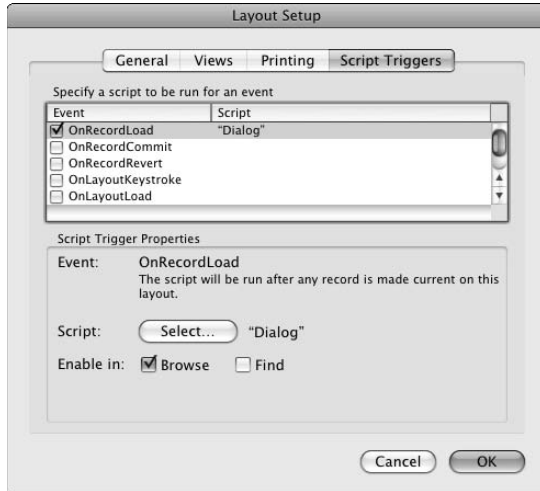 Layout Setup
General Views Printing Script Triggers
Specify a script to be run for an event
Event Script
OnRecordLoad “Dialog”
OnRecordCommit
OnRecordRevert
OnLayoutKeystroke
OnLayoutLoad
Script Trigger Properties
Event: OnRecordLoad
The script will be run after any record is made current on this
layout.
Script: Select... “Dialog”
Enable in: Browse Find
Cancel OK